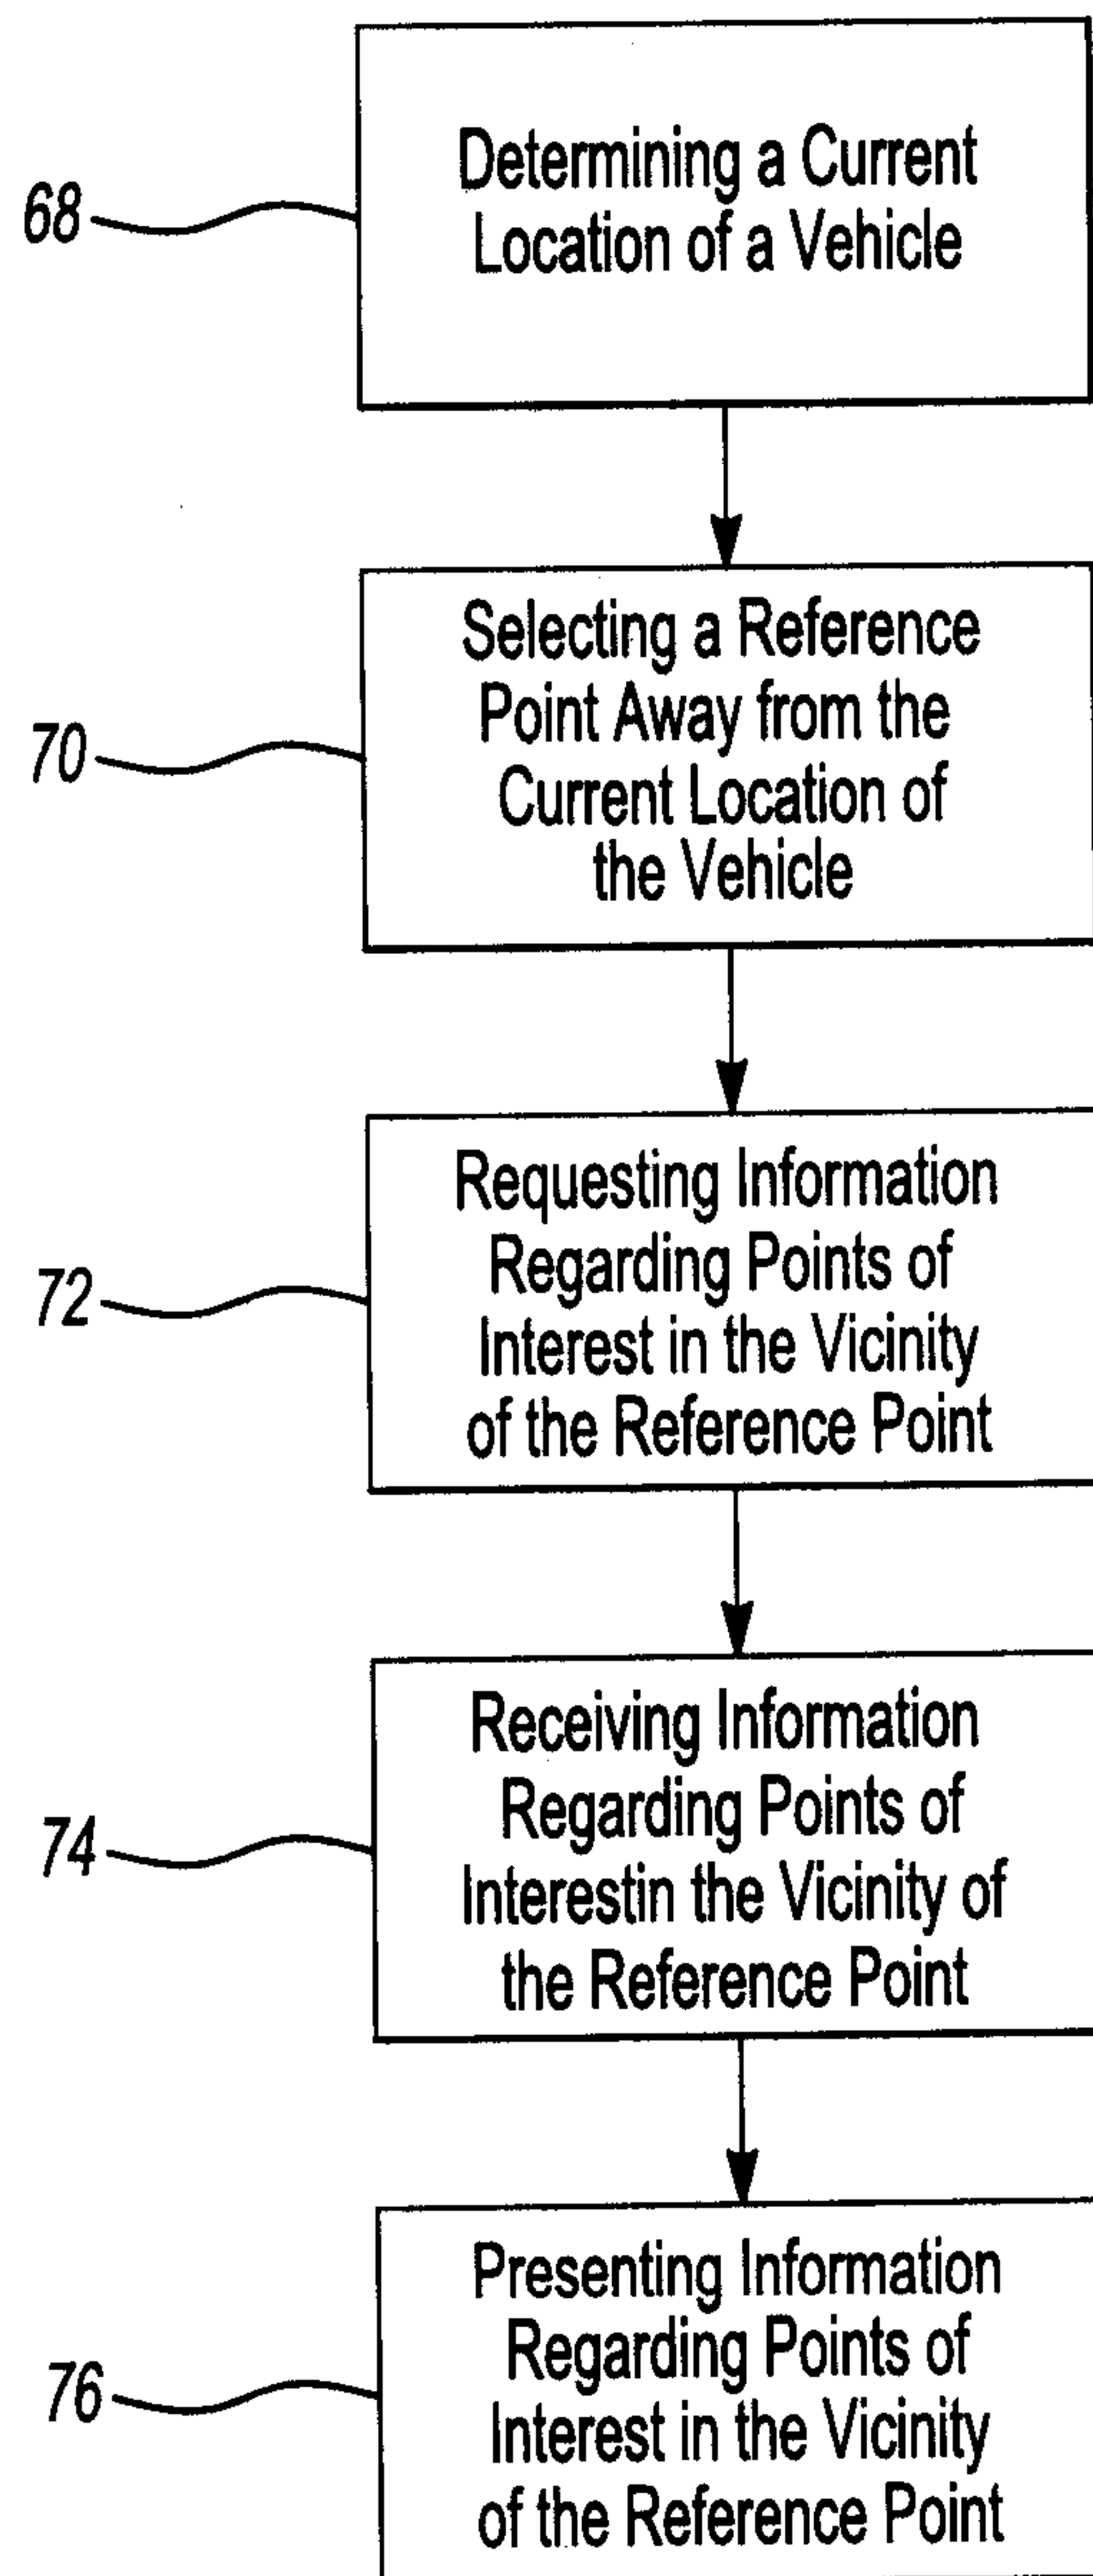 Determining a Current
Location of a Vehicle
68
Selecting a Reference
Point Away from the
Current Location of
the Vehicle
70
Requesting Information
Regarding Points of
Interest in the Vicinity
of the Reference Point
72
Receiving Information
Regarding Points of
Interestin the Vicinity of
the Reference Point
74
Presenting Information
Regarding Points of
Interest in the Vicinity
of the Reference Point
76